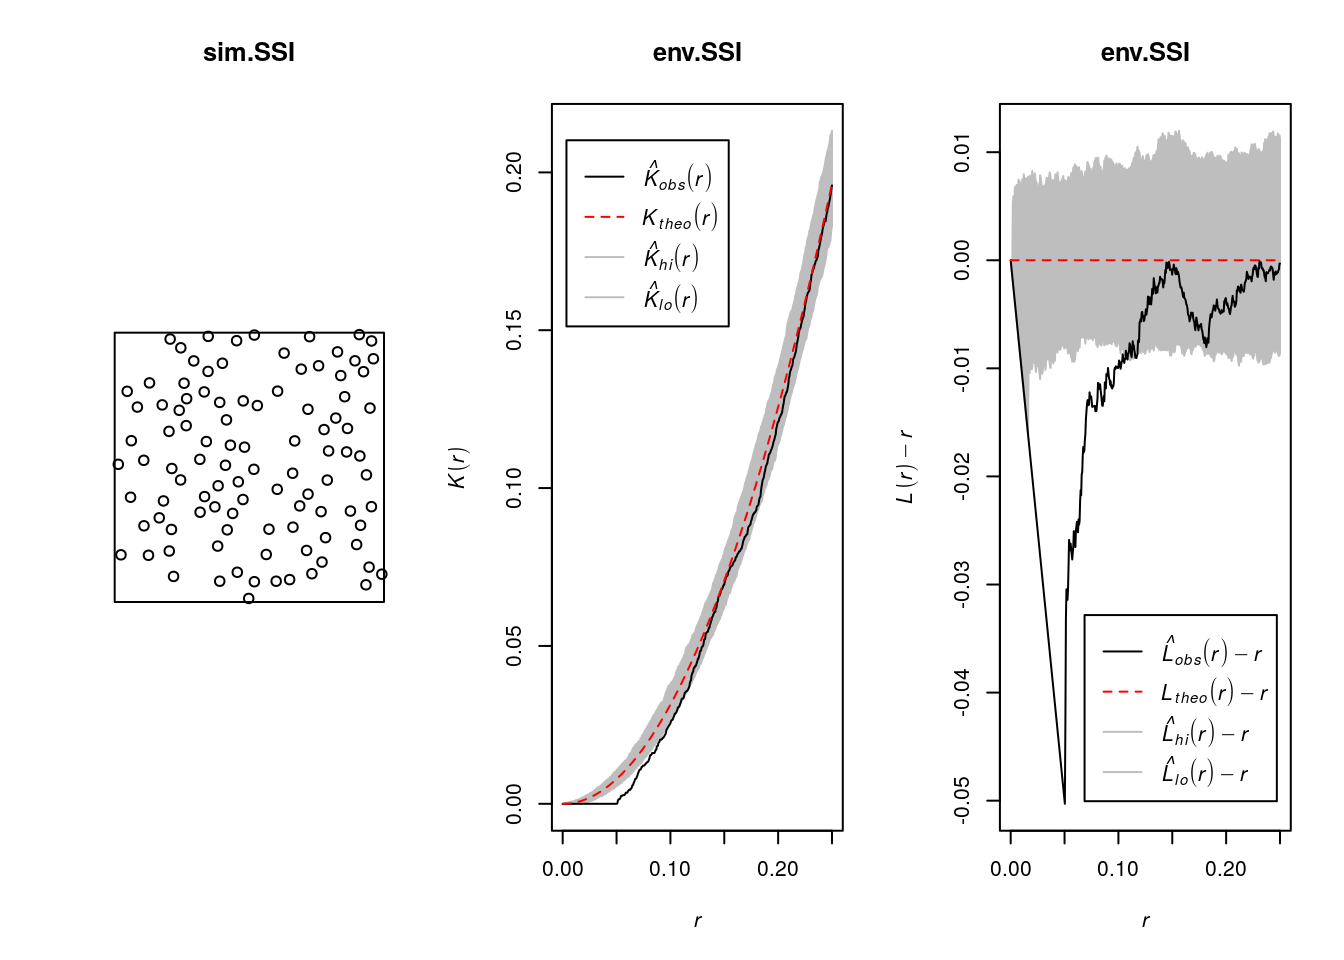 sim.SSI
env.SSI
K̂obs(r)
Ktheo(r)
K̂hi(r)
K̂lo(r)
K(r)
0.00
0.05
0.10
0.15
0.20
0.00
0.10
0.20
r
env.SSI
L(r) − r
0.01
0.00
-0.01
-0.02
-0.03
-0.04
-0.05
L̂obs(r) − r
Ltheo(r) − r
L̂hi(r) − r
L̂lo(r) − r
0.00
0.10
0.20
r